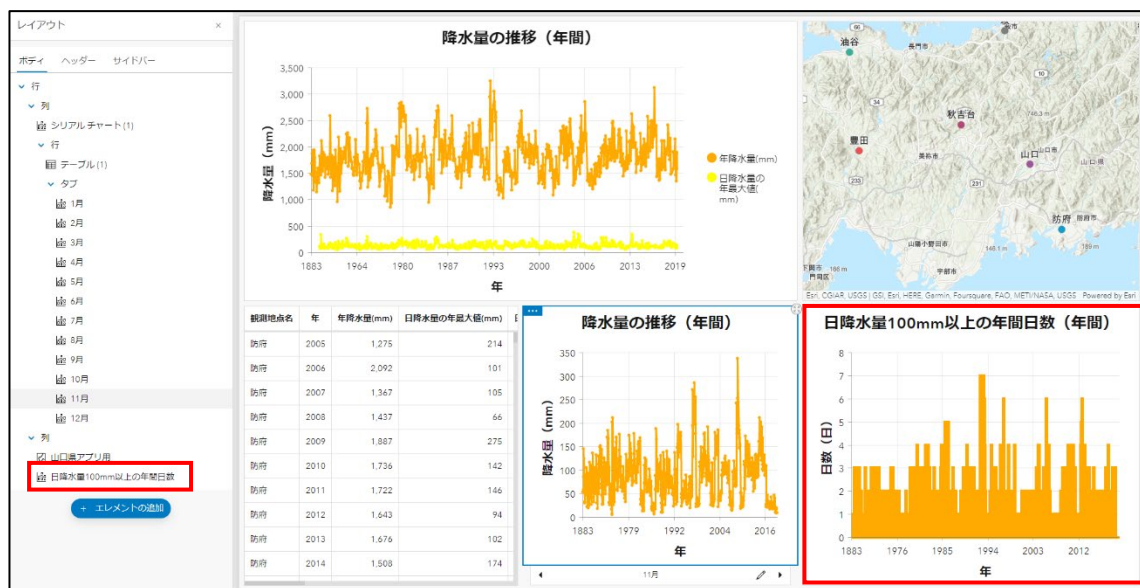 レイアウト
×
ボディ ヘッダー サイドバー
行
列
シリアル チャート(1)
行
テーブル(1)
タブ
1月
2月
3月
4月
5月
6月
7月
8月
9月
10月
11月
12月
列
山口県アプリ用
日降水量100mm以上の年間日数
+ エレメントの追加
降水量の推移（年間）
降水量（mm）
3,500
3,000
2,500
2,000
1,500
1,000
500
0
1883 1964 1980 1987 1993 2000 2006 2013 2019
年
年降水量(mm)
日降水量の
年最大値(
mm)
油谷
長門市
秋吉台
豊田
美祢市
山口
山口市
山口県
防府
防府市
山陽小野田市
宇部市
746.3 m
146.1 m
189 m
168 m
Esri, CGIAR, USGS | GSI, Esri, HERE, Garmin, Foursquare, FAO, METI/NASA, USGS Powered by Esri
観測地点名 年 年降水量(mm) 日降水量の年最大値(mm)
防府 2005 1,275 214
防府 2006 2,092 101
防府 2007 1,367 105
防府 2008 1,437 66
防府 2009 1,887 275
防府 2010 1,736 142
防府 2011 1,722 146
防府 2012 1,643 94
防府 2013 1,676 102
防府 2014 1,508 174
降水量の推移（年間）
降水量（mm）
350
300
250
200
150
100
50
0
1883 1979 1992 2004 2016
年
11月
日降水量100mm以上の年間日数（年間）
日数（日）
8
7
6
5
4
3
2
1
0
1883 1976 1985 1994 2003 2012
年